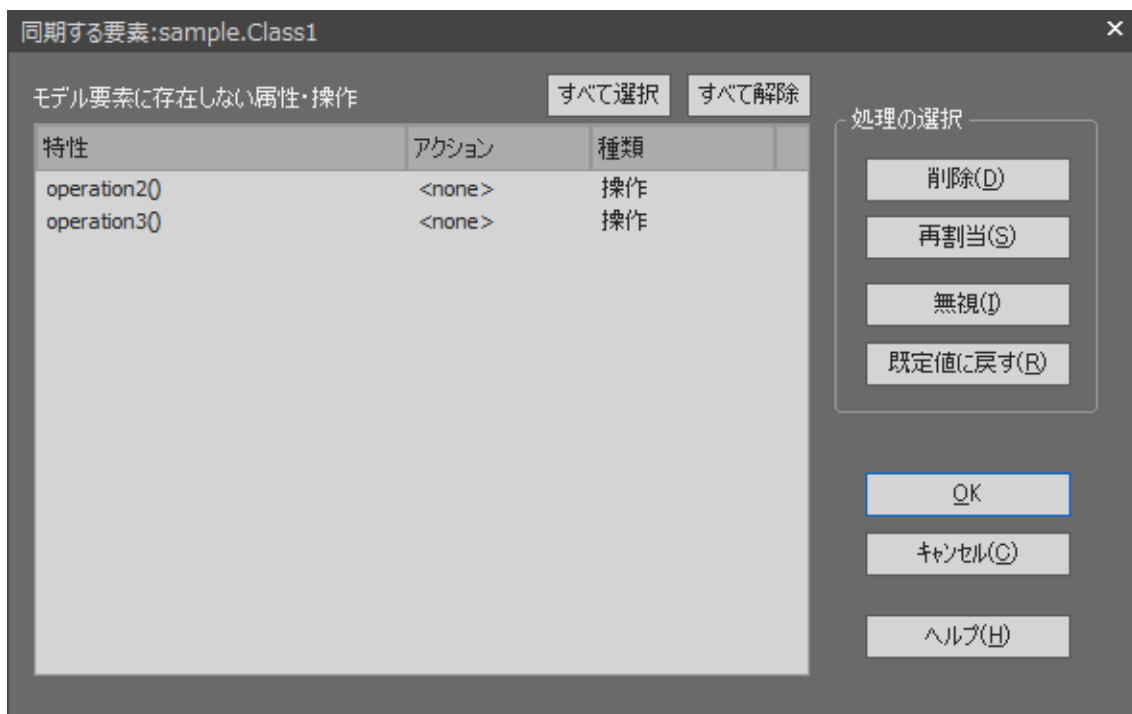 同期する要素:sample.Class1
モデル要素に存在しない属性・操作
すべて選択
すべて解除
特性 アクション 種類
operation2() <none> 操作
operation3() <none> 操作
処理の選択
削除(D)
再割当(S)
無視(I)
既定値に戻す(R)
OK
キャンセル(C)
ヘルプ(H)